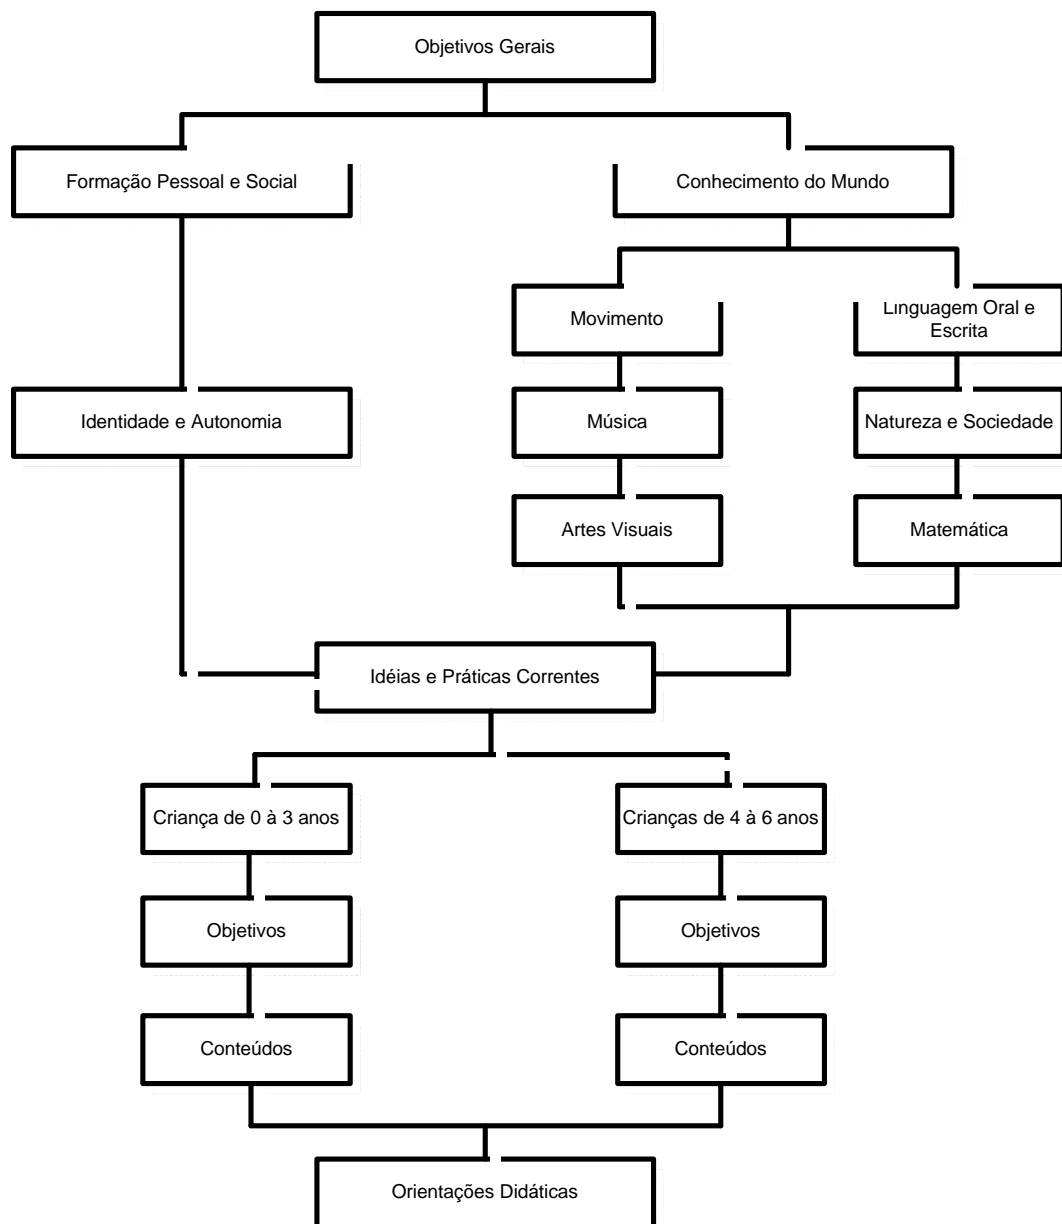 Objetivos Gerais
Formação Pessoal e Social
Conhecimento do Mundo
Movimento
Linguagem Oral e
Escrita
Identidade e Autonomia
Música
Natureza e Sociedade
Artes Visuais
Matemática
Idéias e Práticas Correntes
Criança de 0 à 3 anos
Crianças de 4 à 6 anos
Objetivos
Objetivos
Conteúdos
Conteúdos
Orientações Didáticas